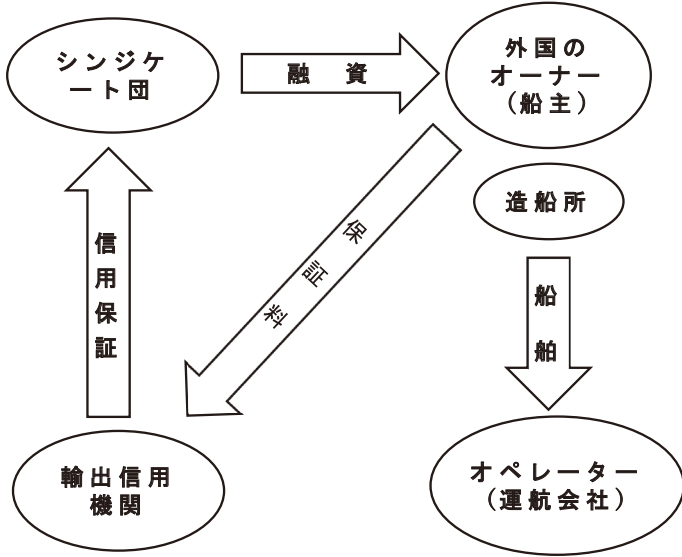 シンジケ
ート団
融資
外国の
オーナー
(船主)
造船所
保証料
信用保証
船舶
輸出信用
機関
オペレーター
(運航会社)